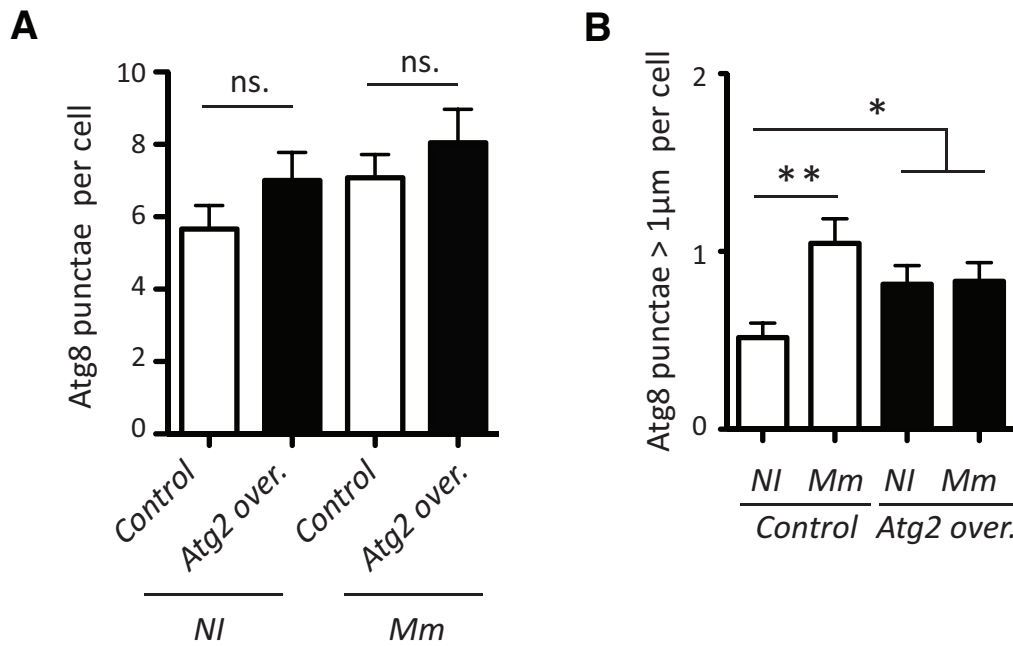 A
Atg8 punctae per cell
10
8
6
4
2
0
ns.
ns.
Control
Atg2 over.
Control
Atg2 over.
NI
Mm
B
Atg8 punctae > 1µm per cell
2
1
0
*
**
NI Mm NI Mm
Control Atg2 over.